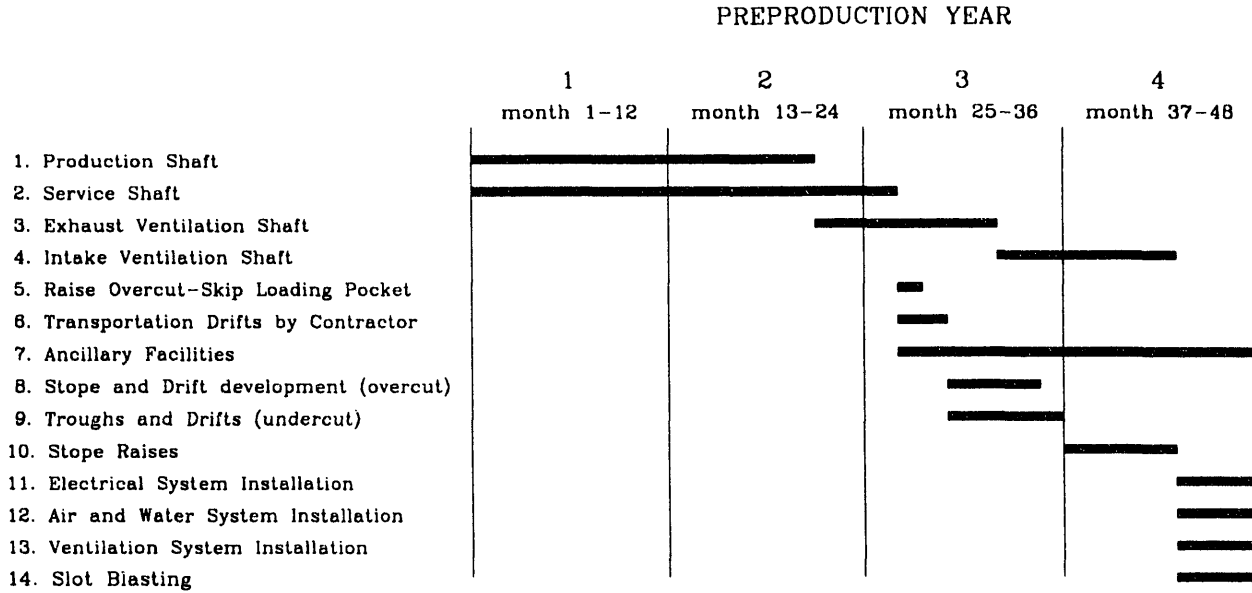 PREPRODUCTION YEAR
1 2 3 4
month 1-12 month 13-24 month 25-36 month 37-48
1. Production Shaft
2. Service Shaft
3. Exhaust Ventilation Shaft
4. Intake Ventilation Shaft
5. Raise Overcut-Skip Loading Pocket
6. Transportation Drifts by Contractor
7. Ancillary Facilities
8. Stope and Drift development (overcut)
9. Troughs and Drifts (undercut)
10. Stope Raises
11. Electrical System Installation
12. Air and Water System Installation
13. Ventilation System Installation
14. Slot Blasting